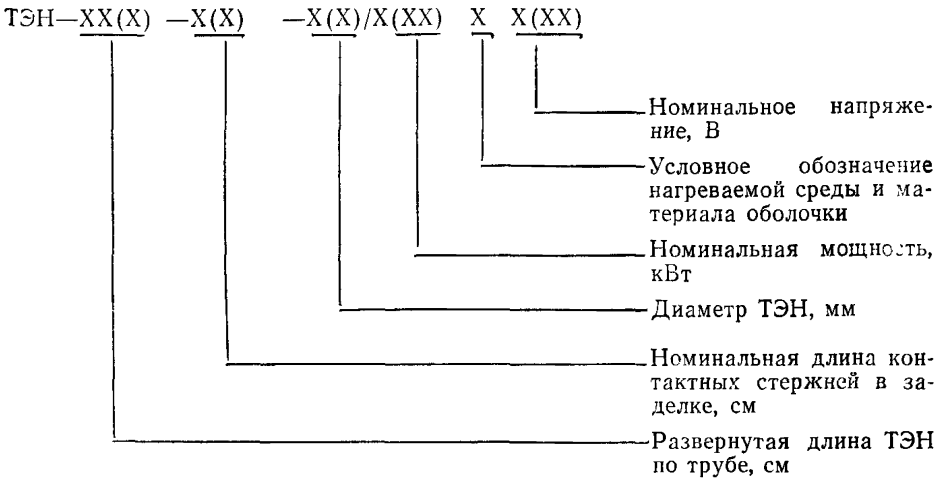 ТЭН—XX(X) —X(X) —X(X)/X(XX) X X(XX)
Номинальное напряже-
ние, В
Условное обозначение
нагреваемой среды и ма-
териала оболочки
Номинальная мощность,
кВт
Диаметр ТЭН, мм
Номинальная длина кон-
тактных стержней в за-
делке, см
Развернутая длина ТЭН
по трубе, см